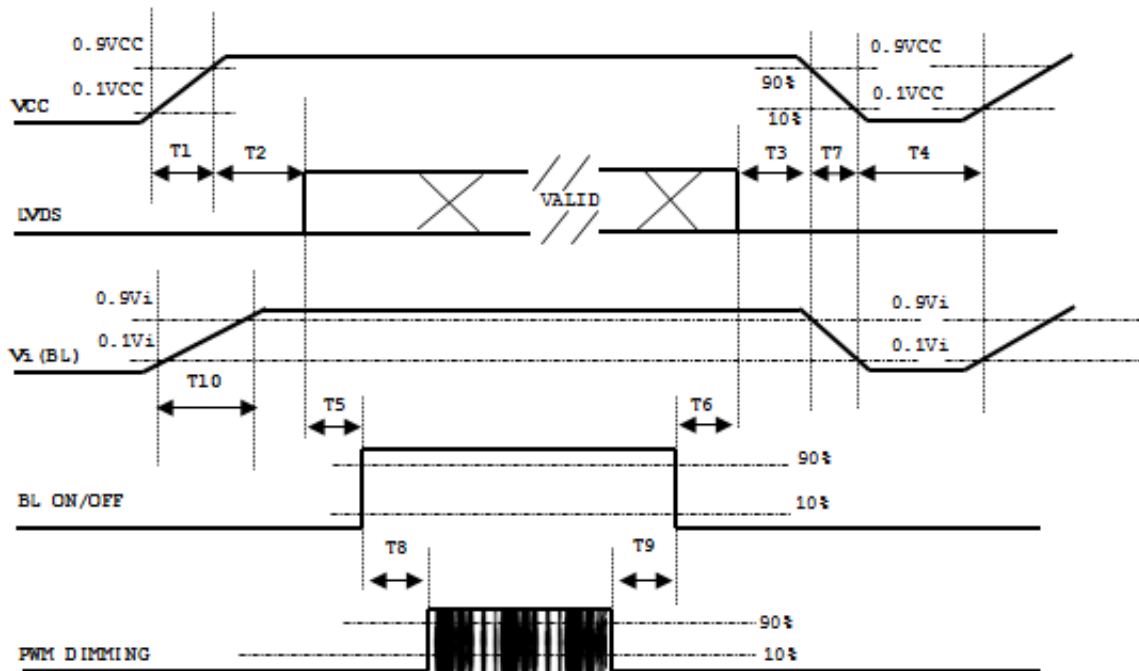 0.9VCC
0.9VCC
90%
0.1VCC
0.1VCC
VCC
10%
T1
T2
T3
T7
T4
VALID
LVDS
0.9Vi
0.9Vi
0.1Vi
0.1Vi
Vi(BL)
T10
T5
T6
90%
BL ON/OFF
10%
T8
T9
90%
PWM DIMMING
10%